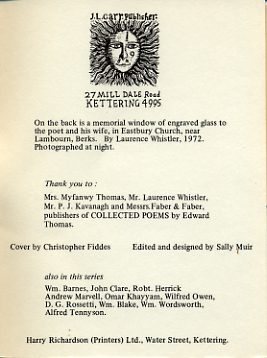 J.L. Carr, Publisher.
27 MILL DALE Road
KETTERING 4995
On the back is a memorial window of engraved glass to
the poet and his wife, in Eastbury Church, near
Lambourn, Berks. By Laurence Whistler, 1972.
Photographed at night.
Thank you to :
Mrs. Myfanwy Thomas, Mr. Laurence Whistler,
Mr. P. J. Kavanagh and Messrs. Faber & Faber,
publishers of COLLECTED POEMS by Edward
Thomas.
Cover by Christopher Fiddes Edited and designed by Sally Muir
also in this series
Wm. Barnes, John Clare, Robt. Herrick
Andrew Marvell, Omar Khayyam, Wilfred Owen,
D. G. Rossetti, Wm. Blake, Wm. Wordsworth,
Alfred Tennyson.
Harry Richardson (Printers) Ltd., Water Street, Kettering.